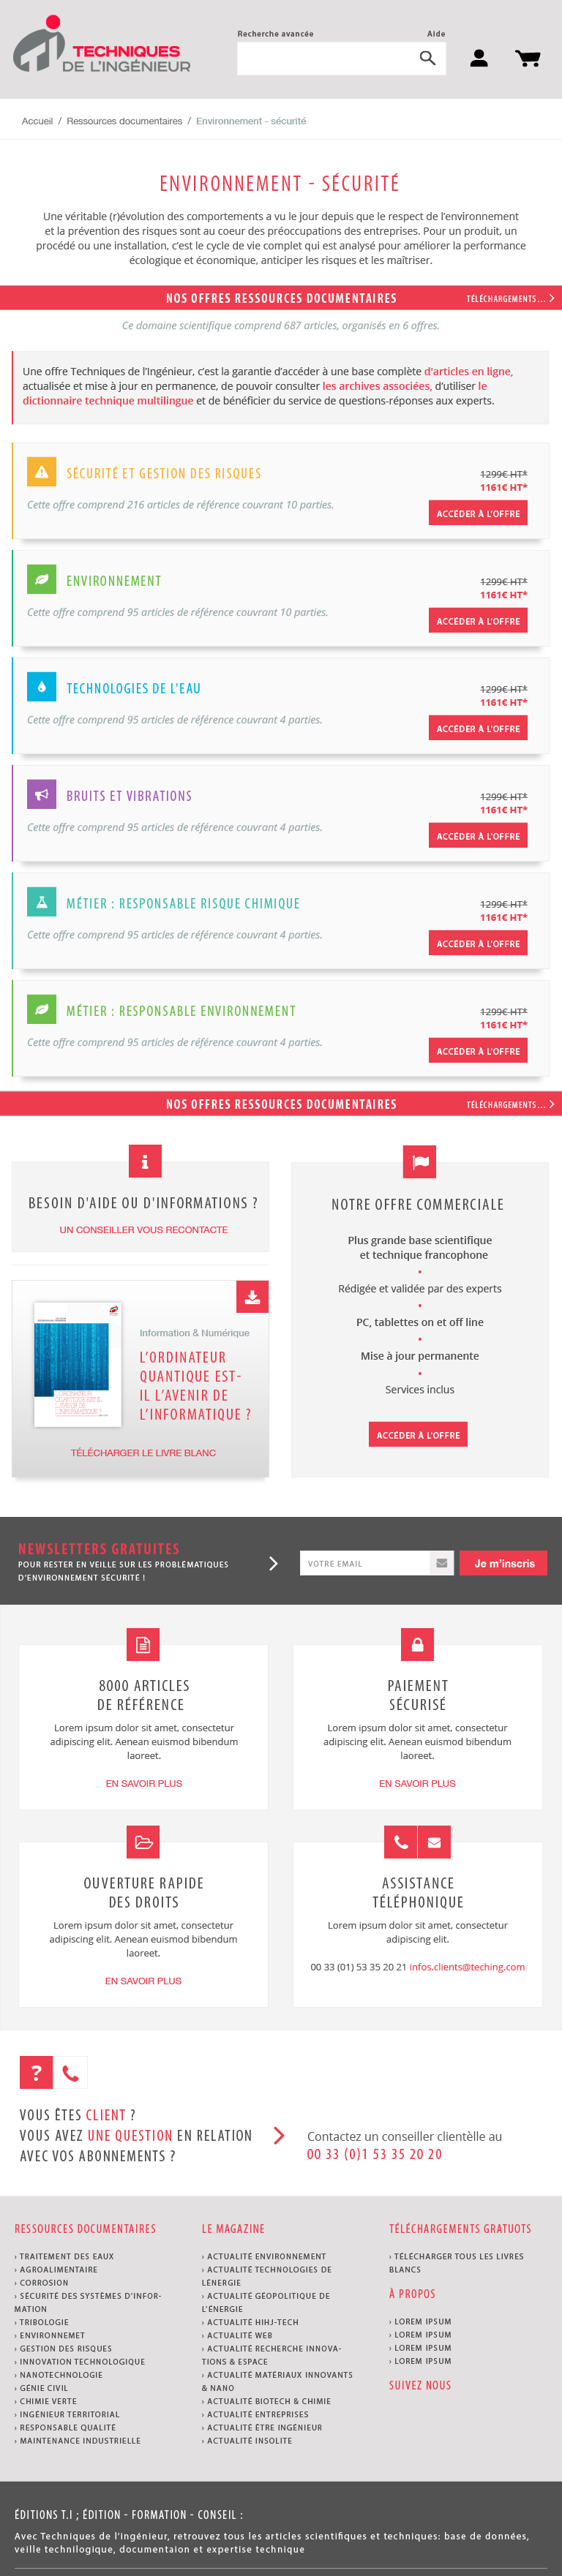 TECHNIQUES
DE L'INGÉNIEUR
Recherche avancée
Aide
Accueil / Ressources documentaires / Environement - sécurité
ENVIRONNEMENT - SÉCURITÉ
Une véritable (r)évolution des comportements a vu le jour depuis que le respect de l’environnement
et la prévention des risques sont au coeur des préoccupations des entreprises. Pour un produit, un
procédé ou une installation, c’est le cycle de vie complet qui est analysé pour améliorer la performance
écologique et économique, anticiper les risques et les maîtriser.
NOS OFFRES RESSOURCES DOCUMENTAIRES
TÉLÉCHARGEMENTS...
Ce domaine scientifique comprend 687 articles, organisés en 6 offres.
Une offre Techniques de l’Ingénieur, c’est la garantie d’accéder à une base complète d'articles en ligne,
actualisée et mise à jour en permanence, de pouvoir consulter les archives associées, d’utiliser le
dictionnaire technique multilingue et de bénéficier du service de questions-réponses aux experts.
SÉCURITÉ ET GESTION DES RISQUES
1299€ HT*
1161€ HT*
Cette offre comprend 216 articles de référence couvrant 10 parties.
ACCÉDER À L'OFFRE
ENVIRONNEMENT
1299€ HT*
1161€ HT*
Cette offre comprend 95 articles de référence couvrant 10 parties.
ACCÉDER À L'OFFRE
TECHNOLOGIES DE L'EAU
1299€ HT*
1161€ HT*
Cette offre comprend 95 articles de référence couvrant 4 parties.
ACCÉDER À L'OFFRE
BRUITS ET VIBRATIONS
1299€ HT*
1161€ HT*
Cette offre comprend 95 articles de référence couvrant 4 parties.
ACCÉDER À L'OFFRE
MÉTIER : RESPONSABLE RISQUE CHIMIQUE
1299€ HT*
1161€ HT*
Cette offre comprend 95 articles de référence couvrant 4 parties.
ACCÉDER À L'OFFRE
MÉTIER : RESPONSABLE ENVIRONNEMENT
1299€ HT*
1161€ HT*
Cette offre comprend 95 articles de référence couvrant 4 parties.
ACCÉDER À L'OFFRE
NOS OFFRES RESSOURCES DOCUMENTAIRES
TÉLÉCHARGEMENTS...
BESOIN D'AIDE OU D'INFORMATIONS ?
UN CONSEILLER VOUS RECONTACTE
Information & Numérique
L’ORDINATEUR
QUANTIQUE EST-
IL L’AVENIR DE
L’INFORMATIQUE ?
TÉLÉCHARGER LE LIVRE BLANC
NOTRE OFFRE COMMERCIALE
Plus grande base scientifique
et technique francophone
•
Rédigée et validée par des experts
•
PC, tablettes on et off line
•
Mise à jour permanente
•
Services inclus
ACCÉDER À L'OFFRE
NEWSLETTERS GRATUITES
POUR RESTER EN VEILLE SUR LES PROBLÉMATIQUES
D'ENVIRONEMENT SÉCURITÉ !
VOTRE EMAIL
Je m'inscris
8000 ARTICLES
DE RÉFÉRENCE
Lorem ipsum dolor sit amet, consectetur
adipiscing elit. Aenean euismod bibendum
laoreet.
EN SAVOIR PLUS
PAIEMENT
SÉCURISÉ
Lorem ipsum dolor sit amet, consectetur
adipiscing elit. Aenean euismod bibendum
laoreet.
EN SAVOIR PLUS
OUVERTURE RAPIDE
DES DROITS
Lorem ipsum dolor sit amet, consectetur
adipiscing elit. Aenean euismod bibendum
laoreet.
EN SAVOIR PLUS
ASSISTANCE
TÉLÉPHONIQUE
Lorem ipsum dolor sit amet, consectetur
adipiscing elit.
00 33 (01) 53 35 20 21 infos.clients@teching.com
?
VOUS ÊTES CLIENT ?
VOUS AVEZ UNE QUESTION EN RELATION
AVEC VOS ABONNEMENTS ?
Contactez un conseiller clientèlle au
00 33 (0)1 53 35 20 20
RESSOURCES DOCUMENTAIRES
› TRAITEMENT DES EAUX
› AGROALIMENTAIRE
› CORROSION
› SÉCURITÉ DES SYSTÈMES D'INFOR-
MATION
› TRIBOLOGIE
› ENVIRONNEMET
› GESTION DES RISQUES
› INNOVATION TECHNOLOGIQUE
› NANOTECHNOLOGIE
› GÉNIE CIVIL
› CHIMIE VERTE
› INGÉNIEUR TERRITORIAL
› RESPONSABLE QUALITÉ
› MAINTENANCE INDUSTRIELLE
LE MAGAZINE
› ACTUALITÉ ENVIRONNEMENT
› ACTUALITÉ TECHNOLOGIES DE
LÉNERGIE
› ACTUALITÉ GÉOPOLITIQUE DE
L'ÉNERGIE
› ACTUALITÉ HIHJ-TECH
› ACTUALITÉ WEB
› ACTUALITÉ RECHERCHE INNOVA-
TIONS & ESPACE
› ACTUALITÉ MATÉRIAUX INNOVANTS
& NANO
› ACTUALITÉ BIOTECH & CHIMIE
› ACTUALITÉ ENTREPRISES
› ACTUALITÉ ÊTRE INGÉNIEUR
› ACTUALITÉ INSOLITE
TÉLÉCHARGEMENTS GRATUOTS
› TÉLÉCHARGER TOUS LES LIVRES
BLANCS
À PROPOS
› LOREM IPSUM
› LOREM IPSUM
› LOREM IPSUM
› LOREM IPSUM
SUIVEZ NOUS
ÉDITIONS T.I ; ÉDITION - FORMATION - CONSEIL :
Avec Techniques de l'ingénieur, retrouvez tous les articles scientifiques et techniques: base de données,
veille technilogique, documentaion et expertise technique